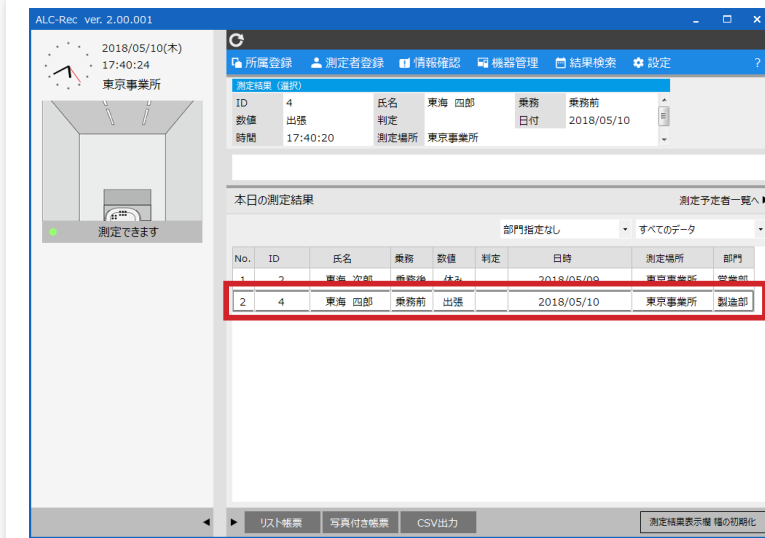 ALC-Rec ver. 2.00.001
2018/05/10(木)
17:40:24
東京事業所
測定できます
所属登録 測定者登録 情報確認 機器管理 結果検索 設定 ?
測定結果（選択）
ID 4 氏名 東海 四郎 乗務 乗務前
数値 出張 判定 日付 2018/05/10
時間 17:40:20 測定場所 東京事業所
本日の測定結果 測定予定者一覧へ
部門指定なし すべてのデータ
No. ID 氏名 乗務 数値 判定 日時 測定場所 部門
1 2 東海 次郎 乗務後 休み 2018/05/09 東京事業所 営業部
2 4 東海 四郎 乗務前 出張 2018/05/10 東京事業所 製造部
リスト帳票 写真付き帳票 CSV出力 測定結果表示欄 幅の初期化